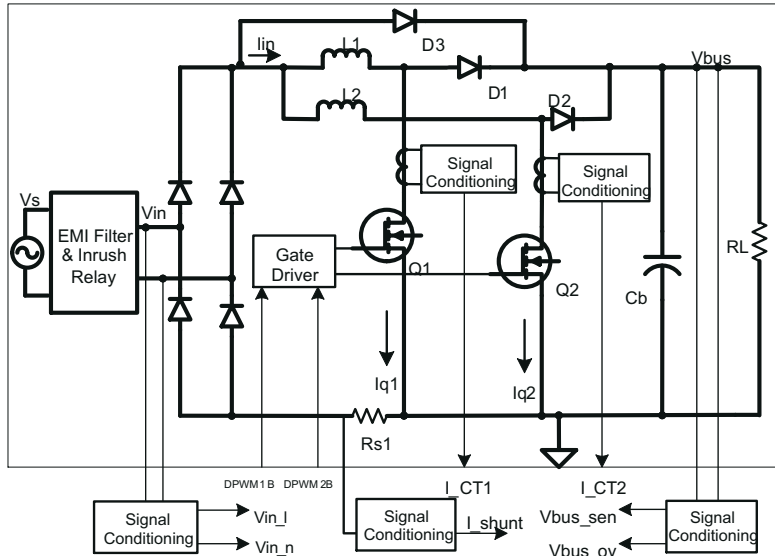 Iin
L1
D3
Vbus
D1
L2
D2
Signal
Conditioning
Signal
Conditioning
Vs
Vin
EMI Filter
& Inrush
Relay
Gate
Driver
Q1
Q2
RL
Cb
Iq1
Iq2
Rs1
DPWM1B
DPWM2B
I_CT1
I_CT2
Signal
Conditioning
Vin_l
Vin_n
Signal
Conditioning
I_shunt
Vbus_sen
Vbus_ov
Signal
Conditioning